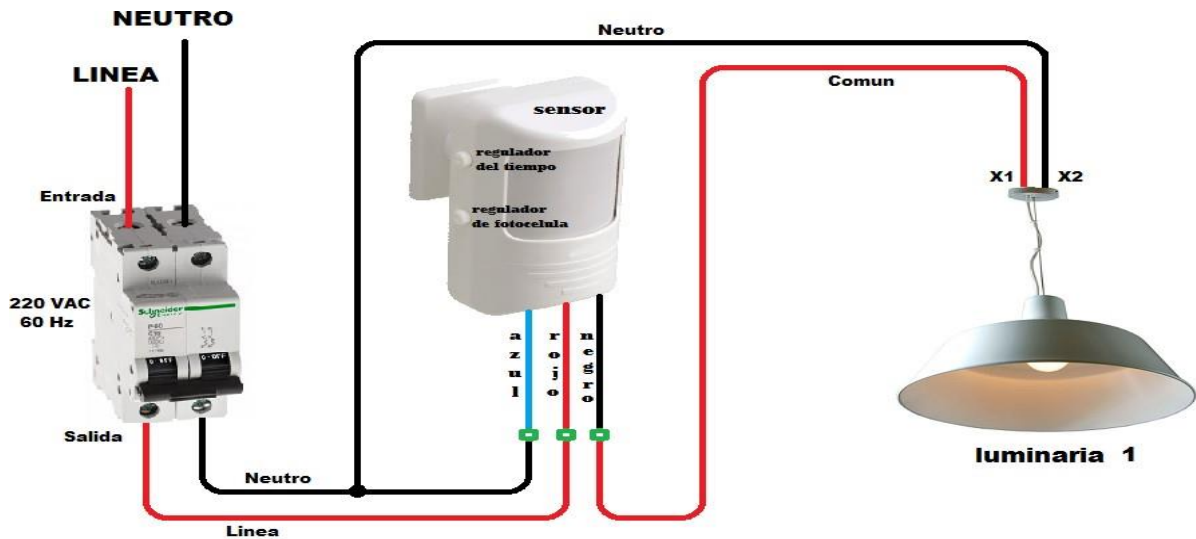 NEUTRO
Neutro
LINEA
Comun
sensor
regulador
del tiempo
X1
X2
Entrada
regulador
de fotocelula
220 VAC
60 Hz
Schneider
azul
rojo
negro
Salida
luminaria 1
Neutro
Linea